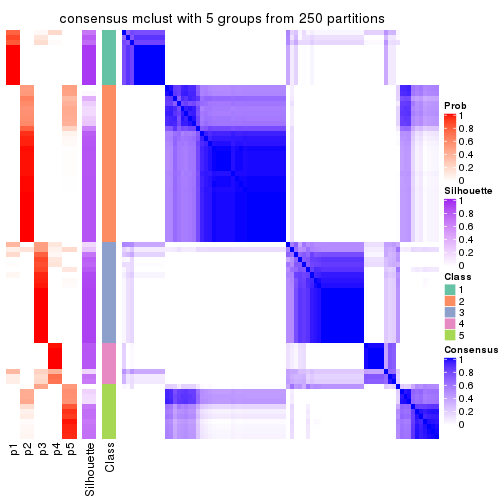 consensus mclust with 5 groups from 250 partitions
Prob
1
0.8
0.6
0.4
0.2
0
Silhouette
1
0.8
0.6
0.4
0.2
0
Class
1
2
3
4
5
Consensus
1
0.8
0.6
0.4
0.2
0
p1
p2
p3
p4
p5
Silhouette
Class